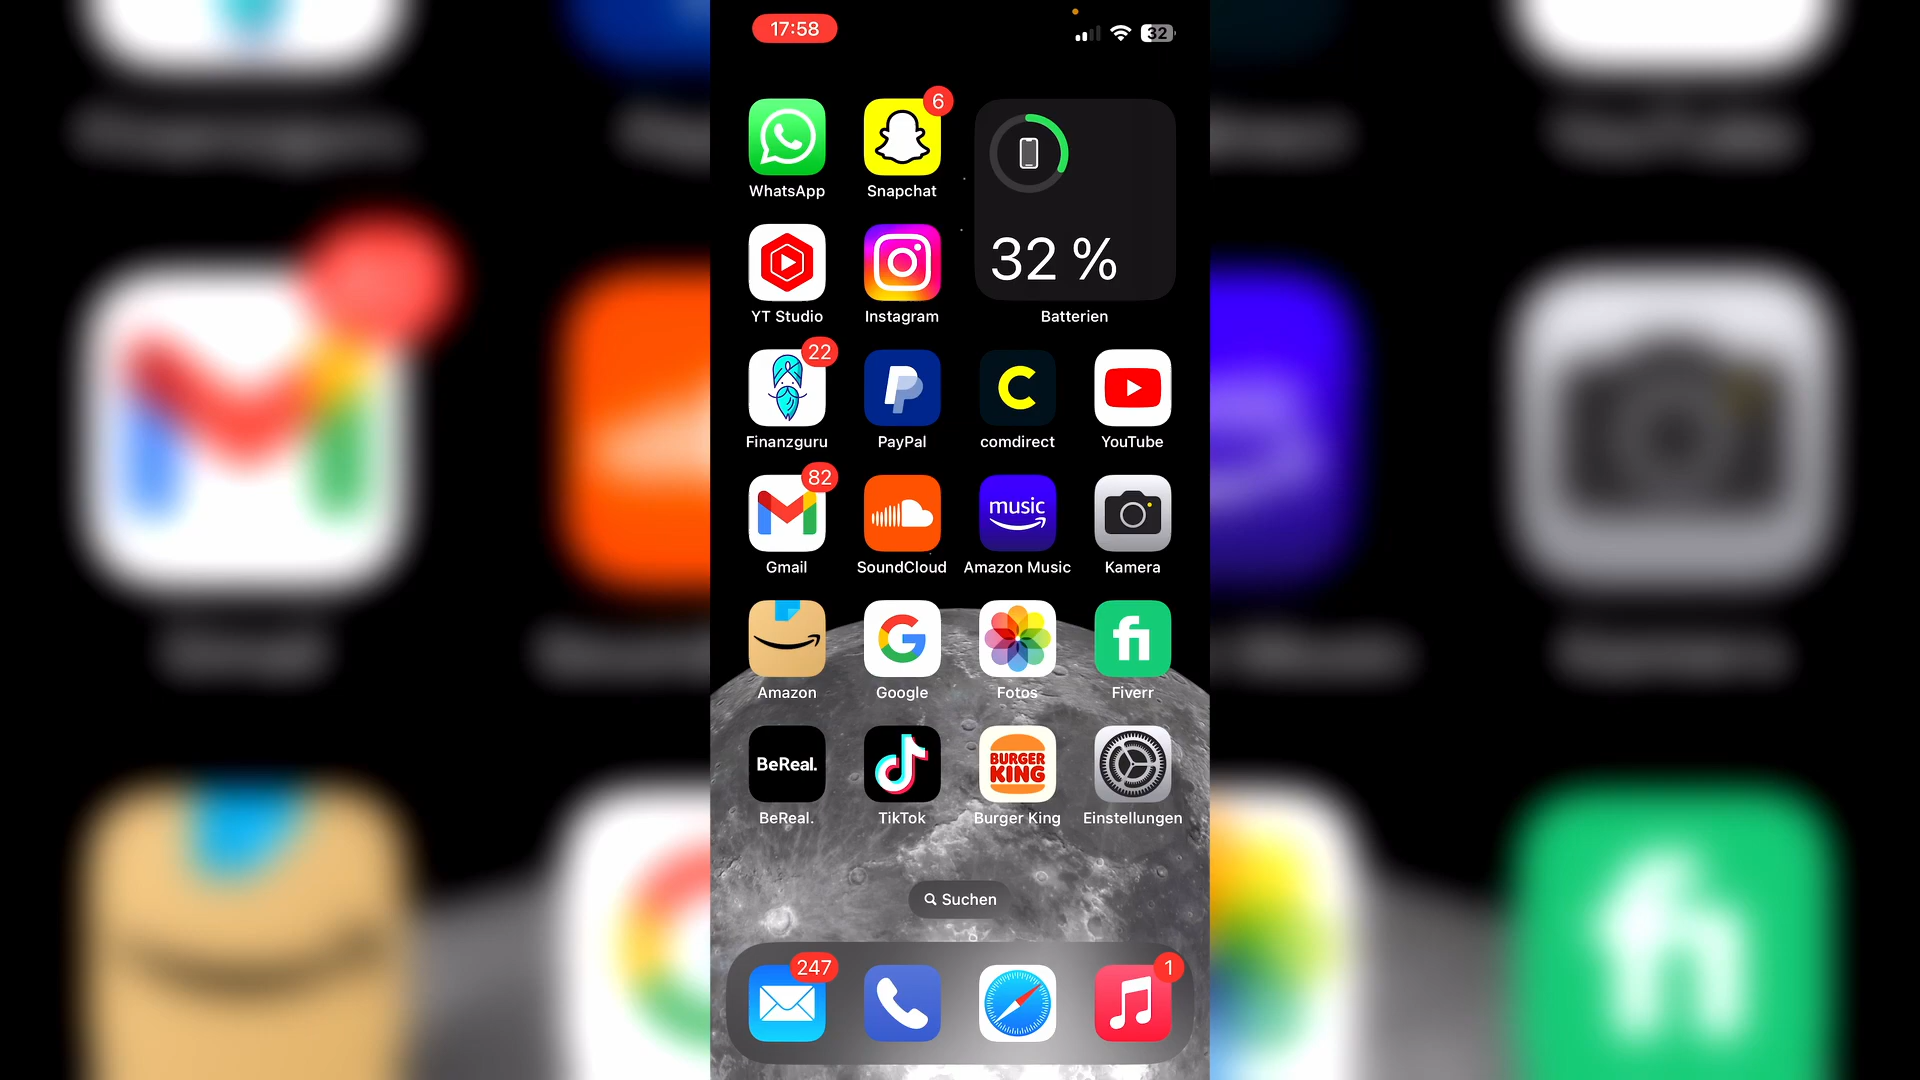 17:58
32
WhatsApp
6
Snapchat
32 %
YT Studio
Instagram
Batterien
22
Finanzguru
PayPal
comdirect
YouTube
82
Gmail
SoundCloud
music
Amazon Music
Kamera
Amazon
Google
Fotos
fi
Fiverr
BeReal.
BeReal.
TikTok
BURGER
KING
Burger King
Einstellungen
Suchen
247
1